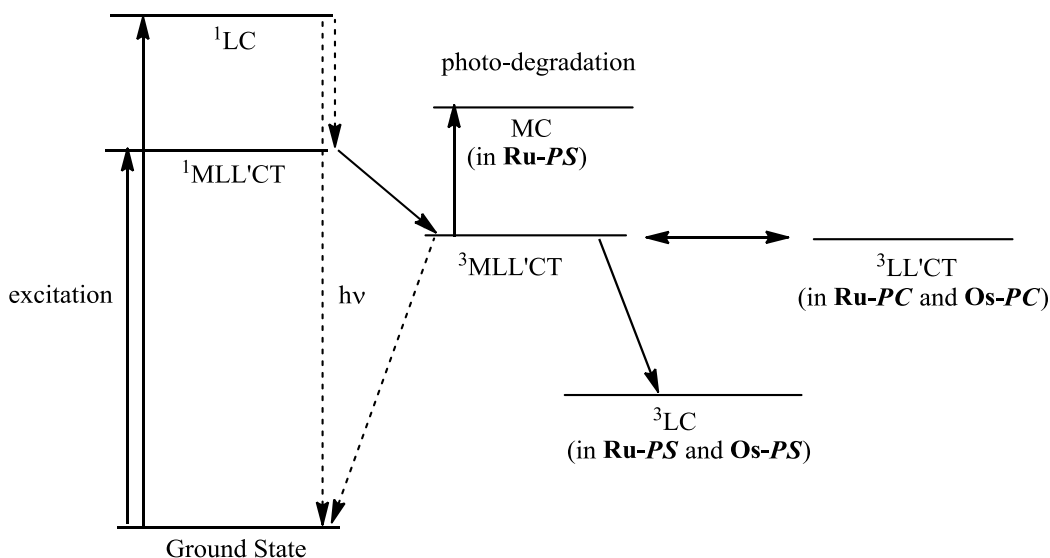 ¹LC
photo-degradation
MC
(in Ru-PS)
¹MLL'CT
³MLL'CT
³LL'CT
(in Ru-PC and Os-PC)
excitation
hν
³LC
(in Ru-PS and Os-PS)
Ground State